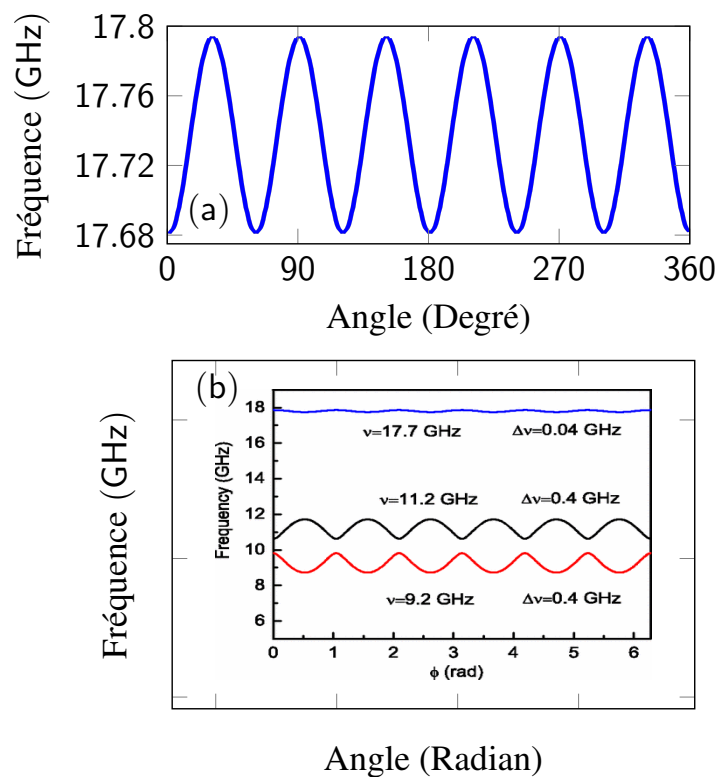 17.8
17.76
17.72
17.68
Fréquence (GHz)
(a)
0 90 180 270 360
Angle (Degré)
(b)
Fréquence (GHz)
Frequency (GHz)
18
16
14
12
10
8
6
ν=17.7 GHz Δν=0.04 GHz
ν=11.2 GHz Δν=0.4 GHz
ν=9.2 GHz Δν=0.4 GHz
0 1 2 3 4 5 6
ϕ (rad)
Angle (Radian)